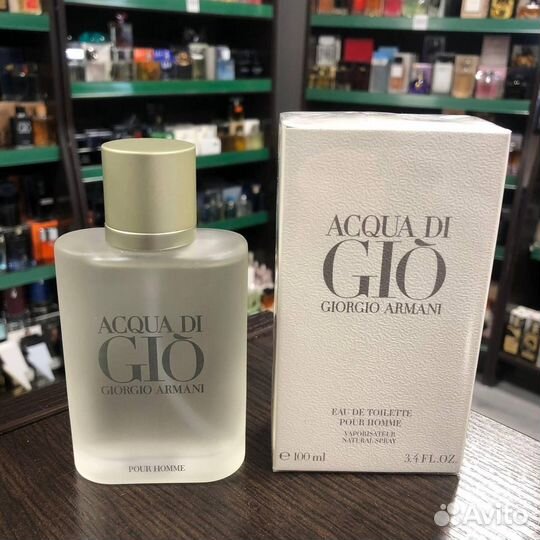 ACQUA DI
GIÒ
GIORGIO ARMANI
POUR HOMME
ACQUA DI
GIÒ
GIORGIO ARMANI
EAU DE TOILETTE
POUR HOMME
VAPORISATEUR
NATURAL SPRAY
e 100 ml 3.4 FL.OZ.
Avito